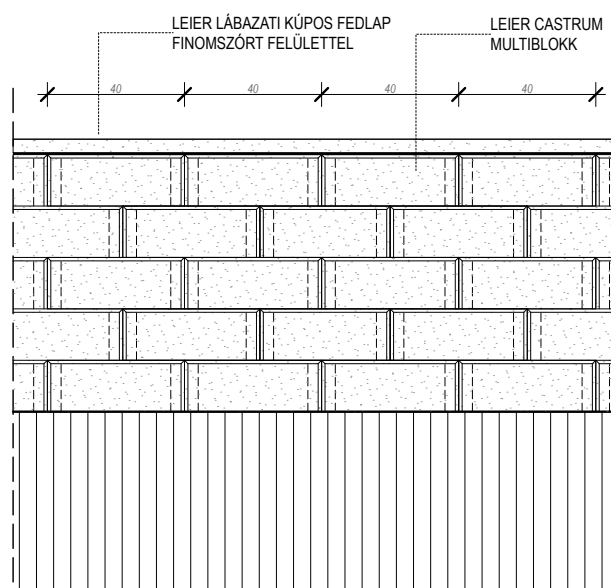 LEIER LÁBAZATI KÚPOS FEDLAP
FINOMSZÓRT FELÜLETTEL
LEIER CASTRUM
MULTIBLOKK
40
40
40
40